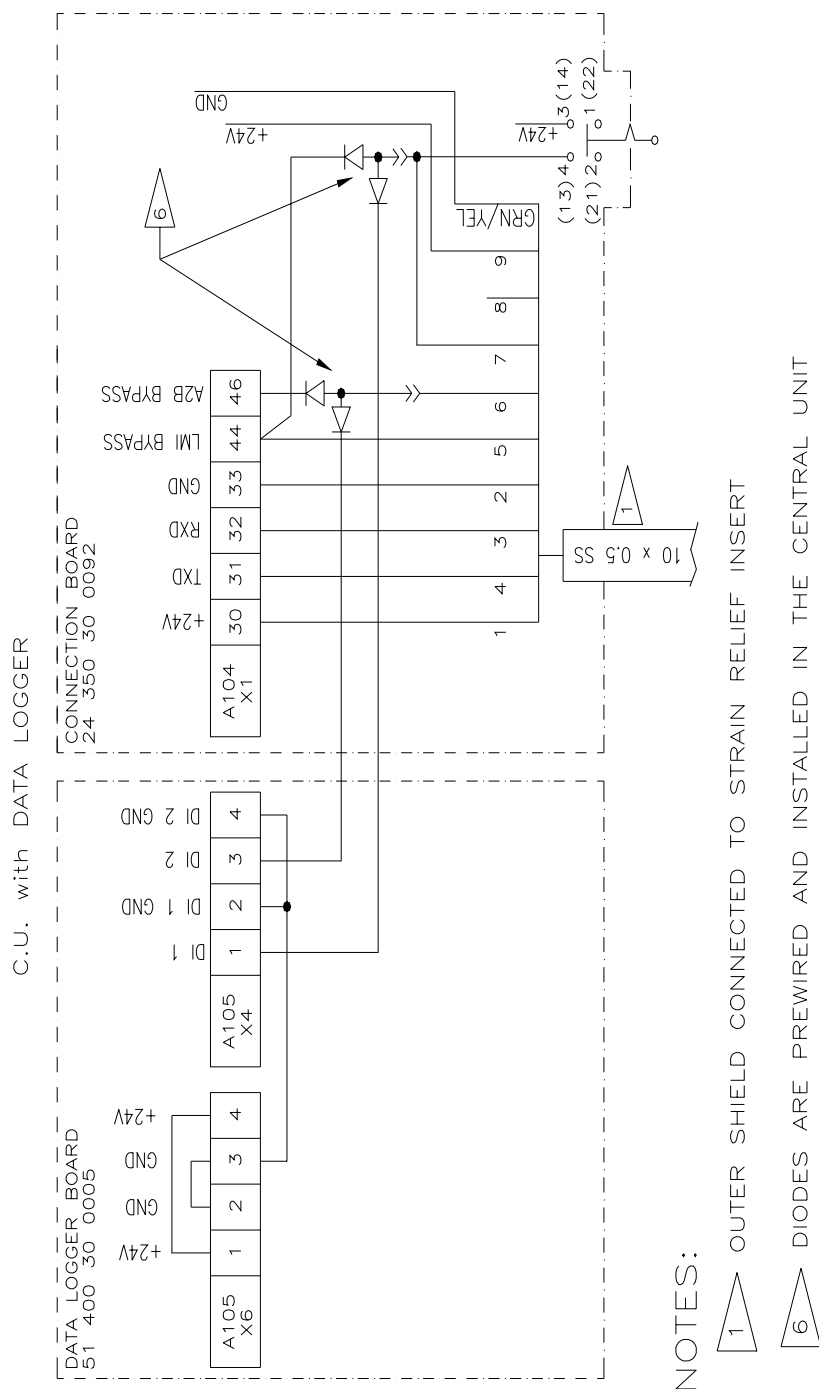 C.U. with DATA LOGGER
DATA LOGGER BOARD
51 400 30 0005
A105
X6
1
2
3
4
+24V
GND
GND
+24V
A105
X4
1
2
3
4
DI 1
DI 1 GND
DI 2
DI 2 GND
CONNECTION BOARD
24 350 30 0092
A104
X1
30
31
32
33
44
46
+24V
TXD
RXD
GND
LMI BYPASS
A2B BYPASS
6
1
4
3
2
5
6
7
8
9
GRN/YEL
+24V
GND
+24V
(13) 4
3 (14)
(21) 2
1 (22)
10 x 0.5 SS
1
NOTES:
1 OUTER SHIELD CONNECTED TO STRAIN RELIEF INSERT
6 DIODES ARE PREWIRED AND INSTALLED IN THE CENTRAL UNIT